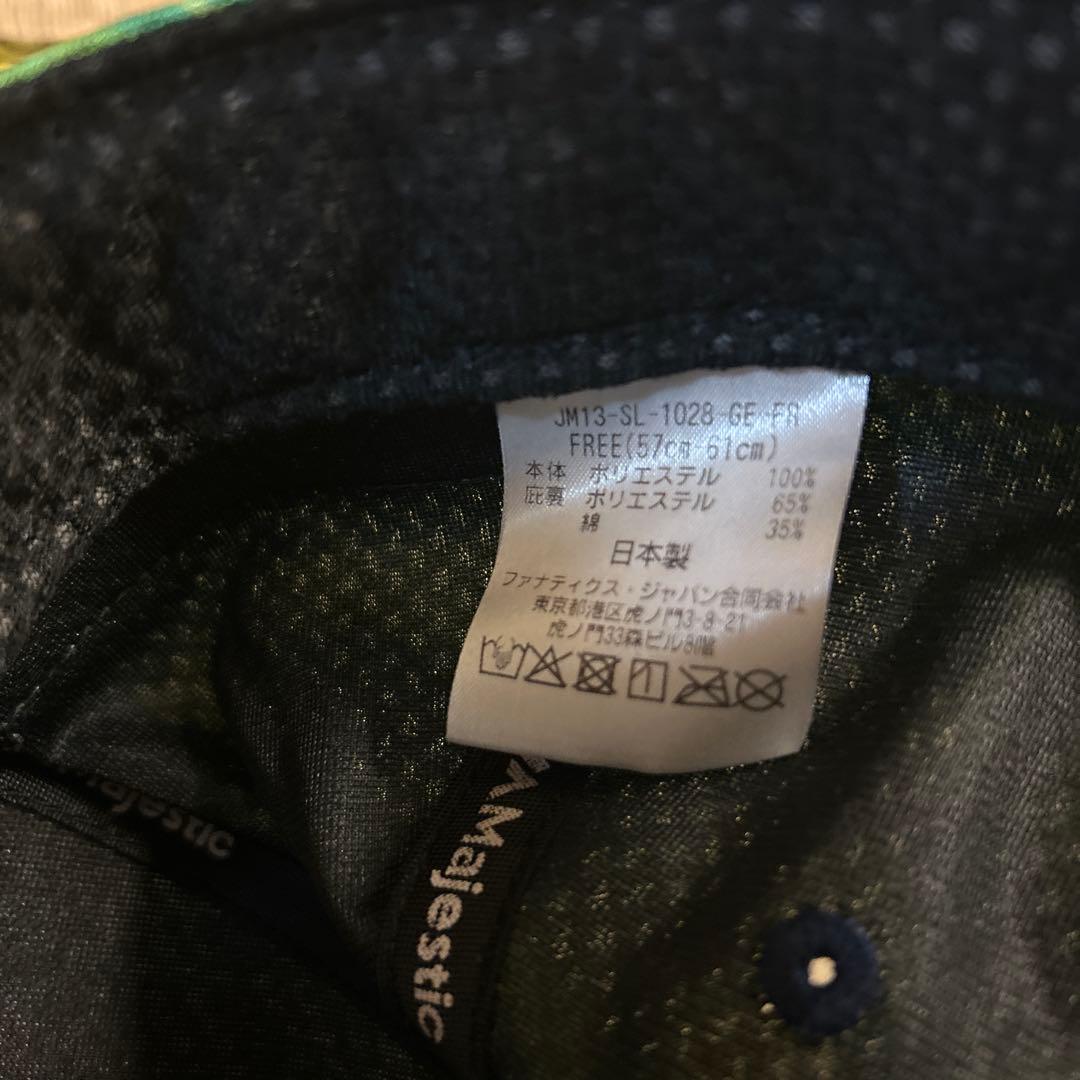 JM13-SL-1028-GE-FR
FREE(57cm-61cm)
本体 ポリエステル 100%
庇裏 ポリエステル 65%
綿 35%
日本製
ファナティクス・ジャパン合同会社
東京都港区虎ノ門3-8-21
虎ノ門33森ビル8階
Majestic
Majestic